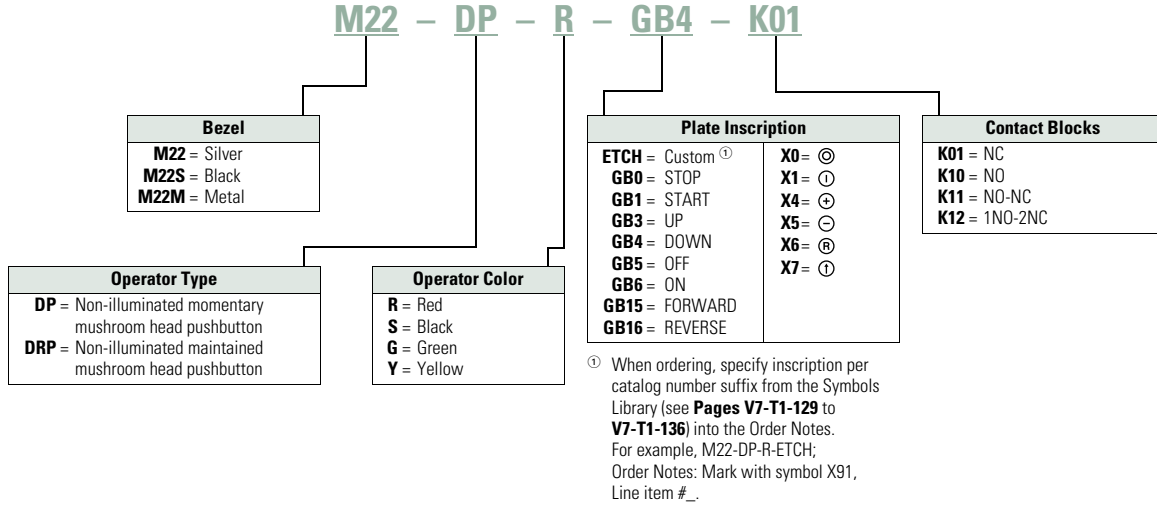 M22 – DP – R – GB4 – K01
Bezel
M22 = Silver
M22S = Black
M22M = Metal
Operator Type
DP = Non-illuminated momentary
mushroom head pushbutton
DRP = Non-illuminated maintained
mushroom head pushbutton
Operator Color
R = Red
S = Black
G = Green
Y = Yellow
Plate Inscription
ETCH = Custom ①
GB0 = STOP
GB1 = START
GB3 = UP
GB4 = DOWN
GB5 = OFF
GB6 = ON
GB15 = FORWARD
GB16 = REVERSE
X0= ◎
X1= ⏼
X4= ⊕
X5= ⊖
X6= Ⓡ
X7= ↑
① When ordering, specify inscription per
catalog number suffix from the Symbols
Library (see Pages V7-T1-129 to
V7-T1-136) into the Order Notes.
For example, M22-DP-R-ETCH;
Order Notes: Mark with symbol X91,
Line item #_.
Contact Blocks
K01 = NC
K10 = NO
K11 = NO-NC
K12 = 1NO-2NC